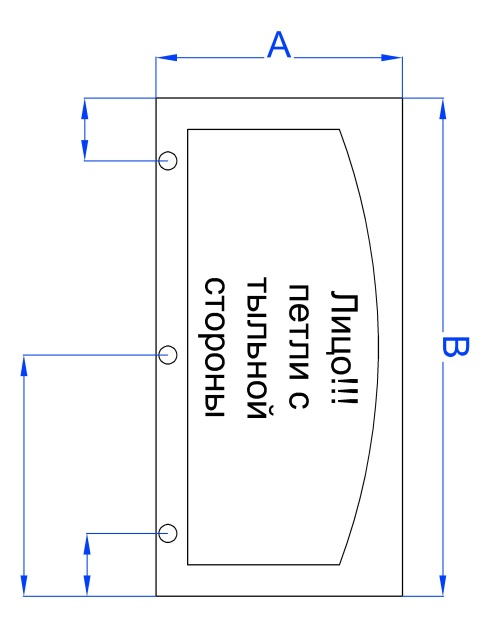 A
B
Лицо!!!
петли с
тыльной
стороны